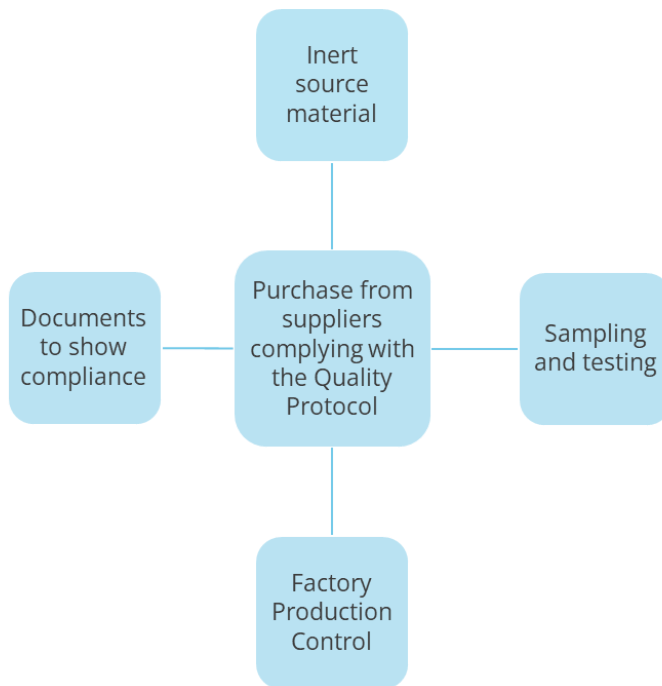 Inert
source
material
Documents
to show
compliance
Purchase from
suppliers
complying with
the Quality
Protocol
Sampling
and testing
Factory
Production
Control